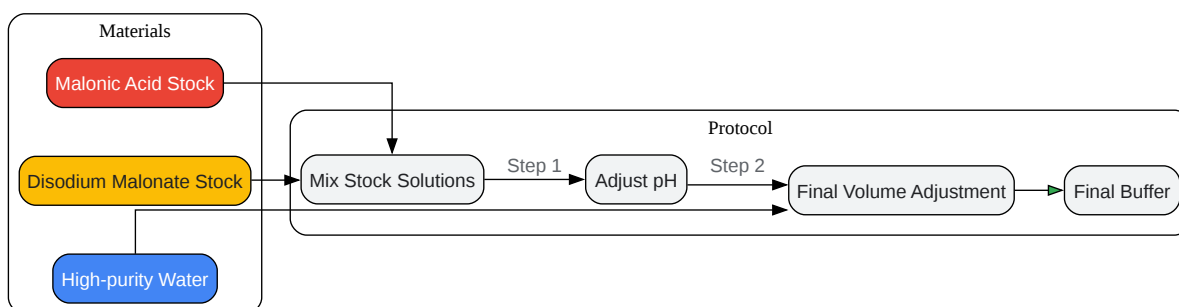 Materials
Malonic Acid Stock
Disodium Malonate Stock
High-purity Water
Protocol
Mix Stock Solutions
Step 1
Adjust pH
Step 2
Final Volume Adjustment
Final Buffer